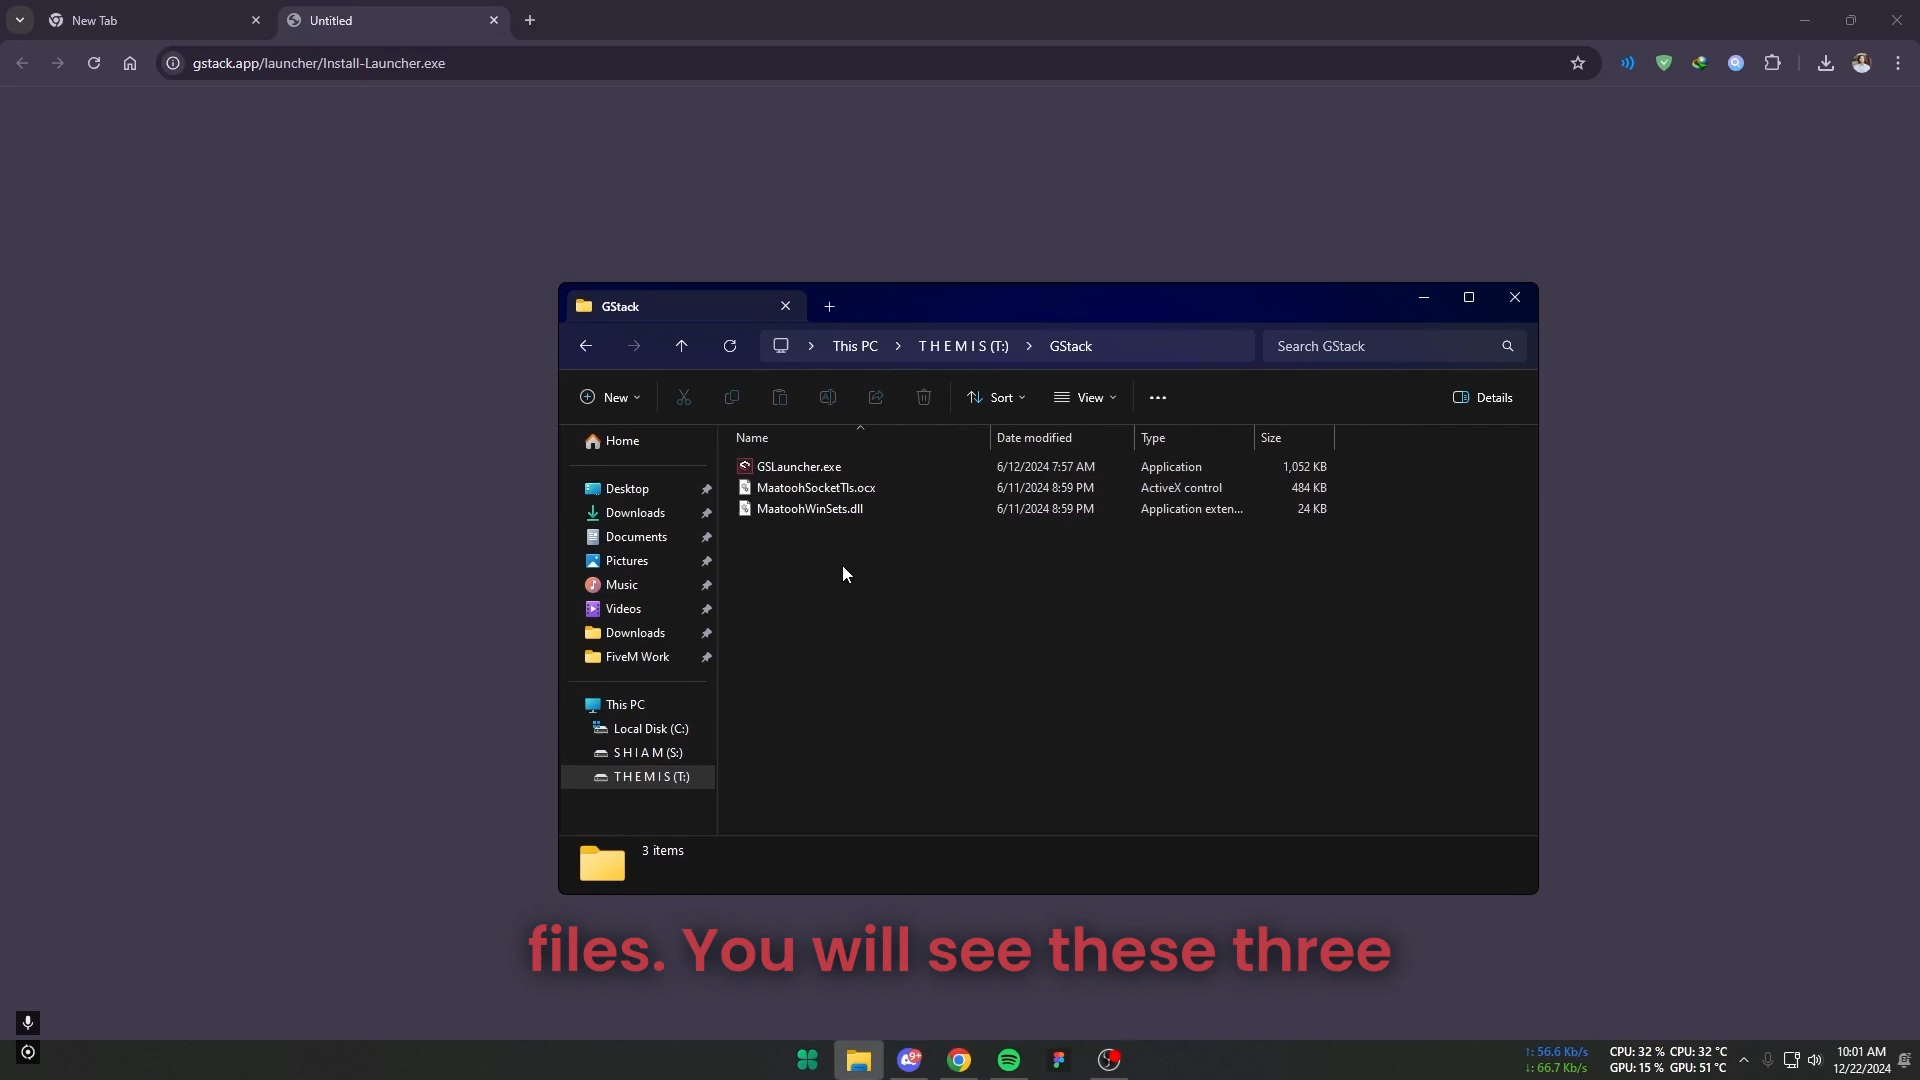 New Tab
Untitled
gstack.app/launcher/Install-Launcher.exe
GStack
This PC
T H E M I S (T:)
GStack
Search GStack
New
Sort
View
Details
Name
Date modified
Type
Size
Home
GSLauncher.exe
6/12/2024 7:57 AM
Application
1,052 KB
MaatoohSocketTls.ocx
6/11/2024 8:59 PM
ActiveX control
484 KB
MaatoohWinSets.dll
6/11/2024 8:59 PM
Application exten...
24 KB
Desktop
Downloads
Documents
Pictures
Music
Videos
Downloads
FiveM Work
This PC
Local Disk (C:)
S H I A M (S:)
T H E M I S (T:)
3 items
files. You will see these three
9+
↑: 56.6 Kb/s
↓: 66.7 Kb/s
CPU: 32 % CPU: 32 °C
GPU: 15 % GPU: 51 °C
10:01 AM
12/22/2024